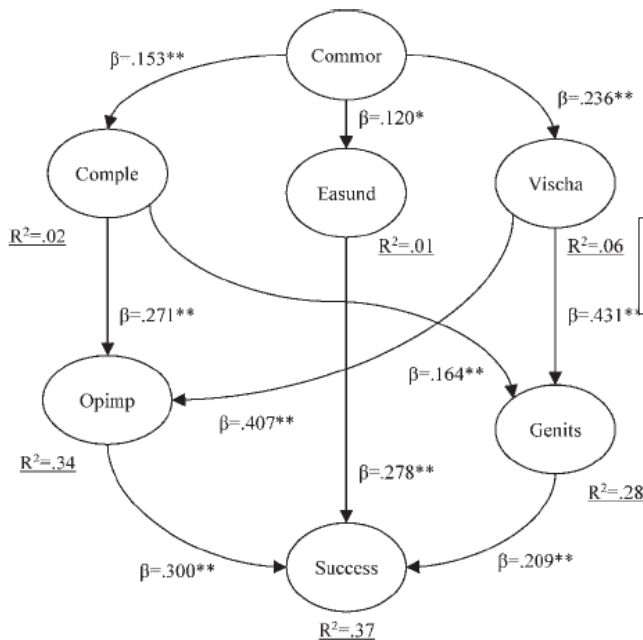 Commor
β=.153**
β=.236**
β=.120*
Comple
Easund
Vischa
R²=.02
R²=.01
R²=.06
β=.271**
β=.431**
β=.164**
Opimp
β=.407**
Genits
R²=.34
β=.278**
R²=.28
β=.300**
Success
β=.209**
R²=.37